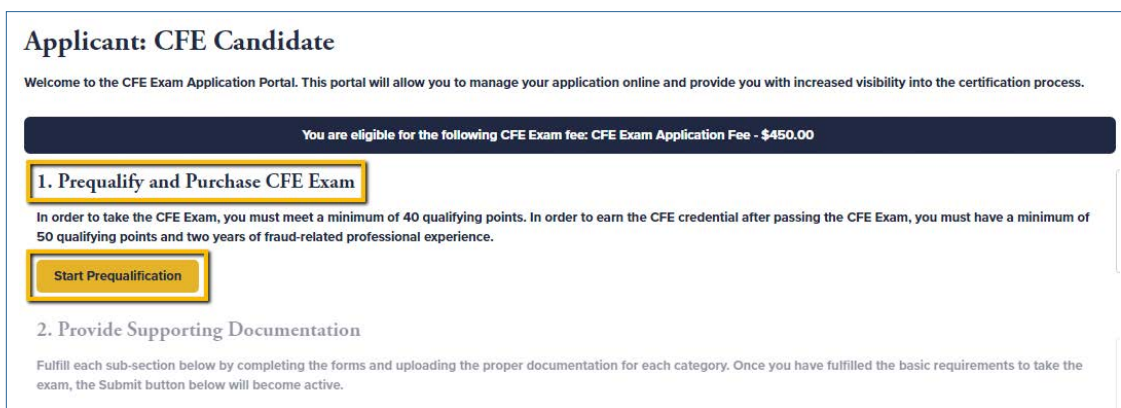 Applicant: CFE Candidate
Welcome to the CFE Exam Application Portal. This portal will allow you to manage your application online and provide you with increased visibility into the certification process.
You are eligible for the following CFE Exam fee: CFE Exam Application Fee - $450.00
1. Prequalify and Purchase CFE Exam
In order to take the CFE Exam, you must meet a minimum of 40 qualifying points. In order to earn the CFE credential after passing the CFE Exam, you must have a minimum of
50 qualifying points and two years of fraud-related professional experience.
Start Prequalification
2. Provide Supporting Documentation
Fulfill each sub-section below by completing the forms and uploading the proper documentation for each category. Once you have fulfilled the basic requirements to take the
exam, the Submit button below will become active.